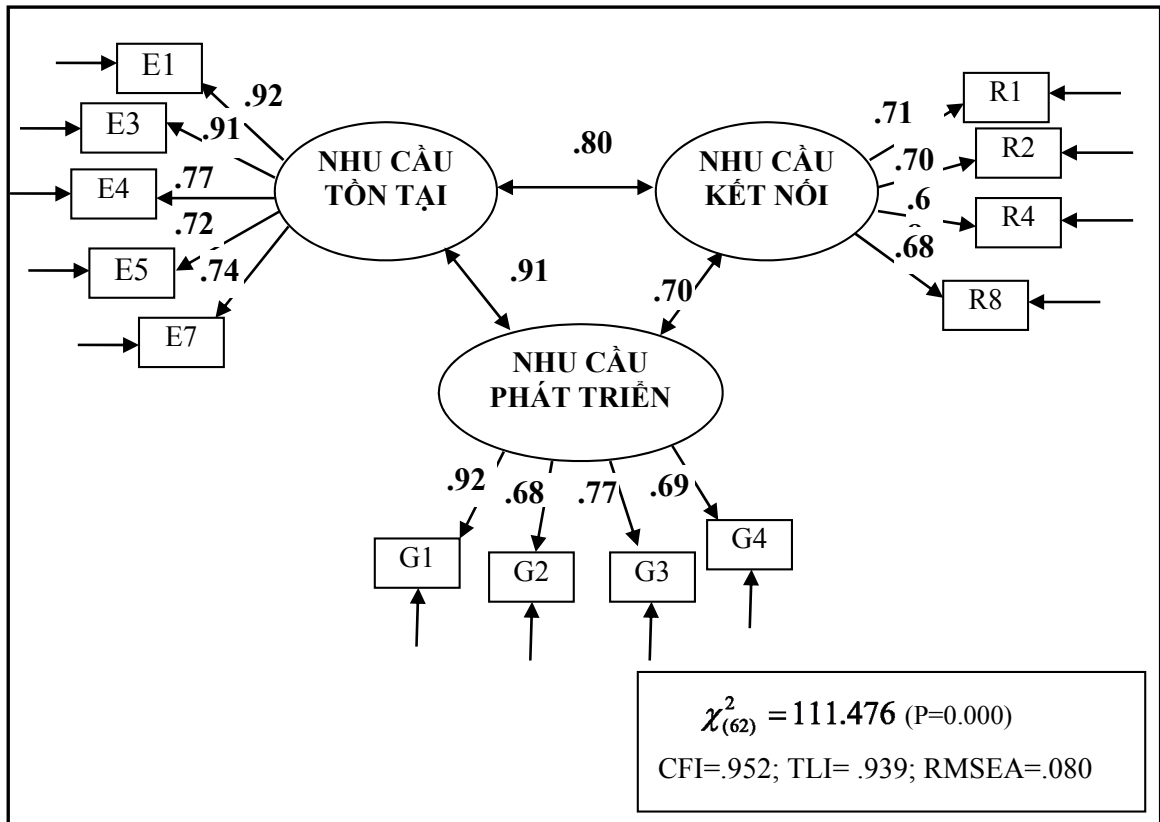 E1
.92
E3
.91
E4
.77
E5
.72
E7
.74
NHU CẦU
TỒN TẠI
.80
NHU CẦU
KẾT NỐI
.71
R1
.70
R2
.6
R4
.68
R8
.91
.70
NHU CẦU
PHÁT TRIỂN
.92
.68
.77
.69
G1
G2
G3
G4
χ²(62) = 111.476 (P=0.000)
CFI=.952; TLI= .939; RMSEA=.080